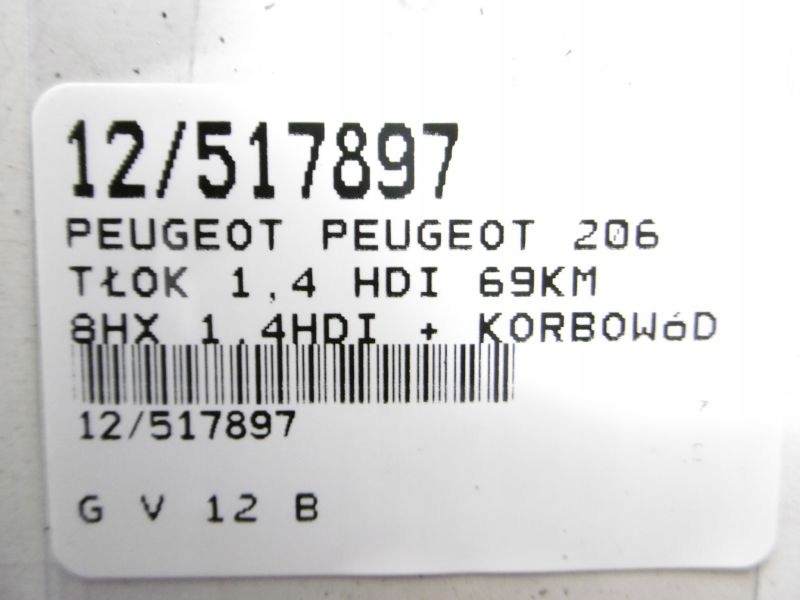 12/517897
PEUGEOT PEUGEOT 206
TŁOK 1,4 HDI 69KM
8HX 1.4HDI + KORBOWóD
12/517897
G V 12 B